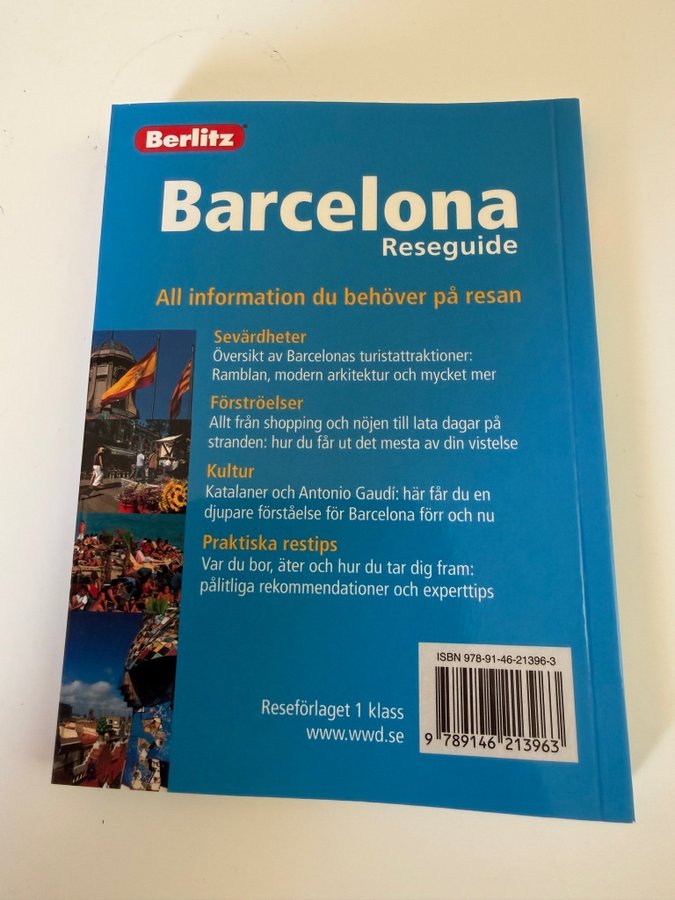 Berlitz
Barcelona
Reseguide
All information du behöver på resan
Sevärdheter
Översikt av Barcelonas turistattraktioner:
Ramblan, modern arkitektur och mycket mer
Förströelser
Allt från shopping och nöjen till lata dagar på
stranden: hur du får ut det mesta av din vistelse
Kultur
Katalaner och Antonio Gaudí: här får du en
djupare förståelse för Barcelona förr och nu
Praktiska restips
Var du bor, äter och hur du tar dig fram:
pålitliga rekommendationer och experttips
ISBN 978-91-46-21396-3
Reseförlaget 1 klass
www.wwd.se
9 789146 213963